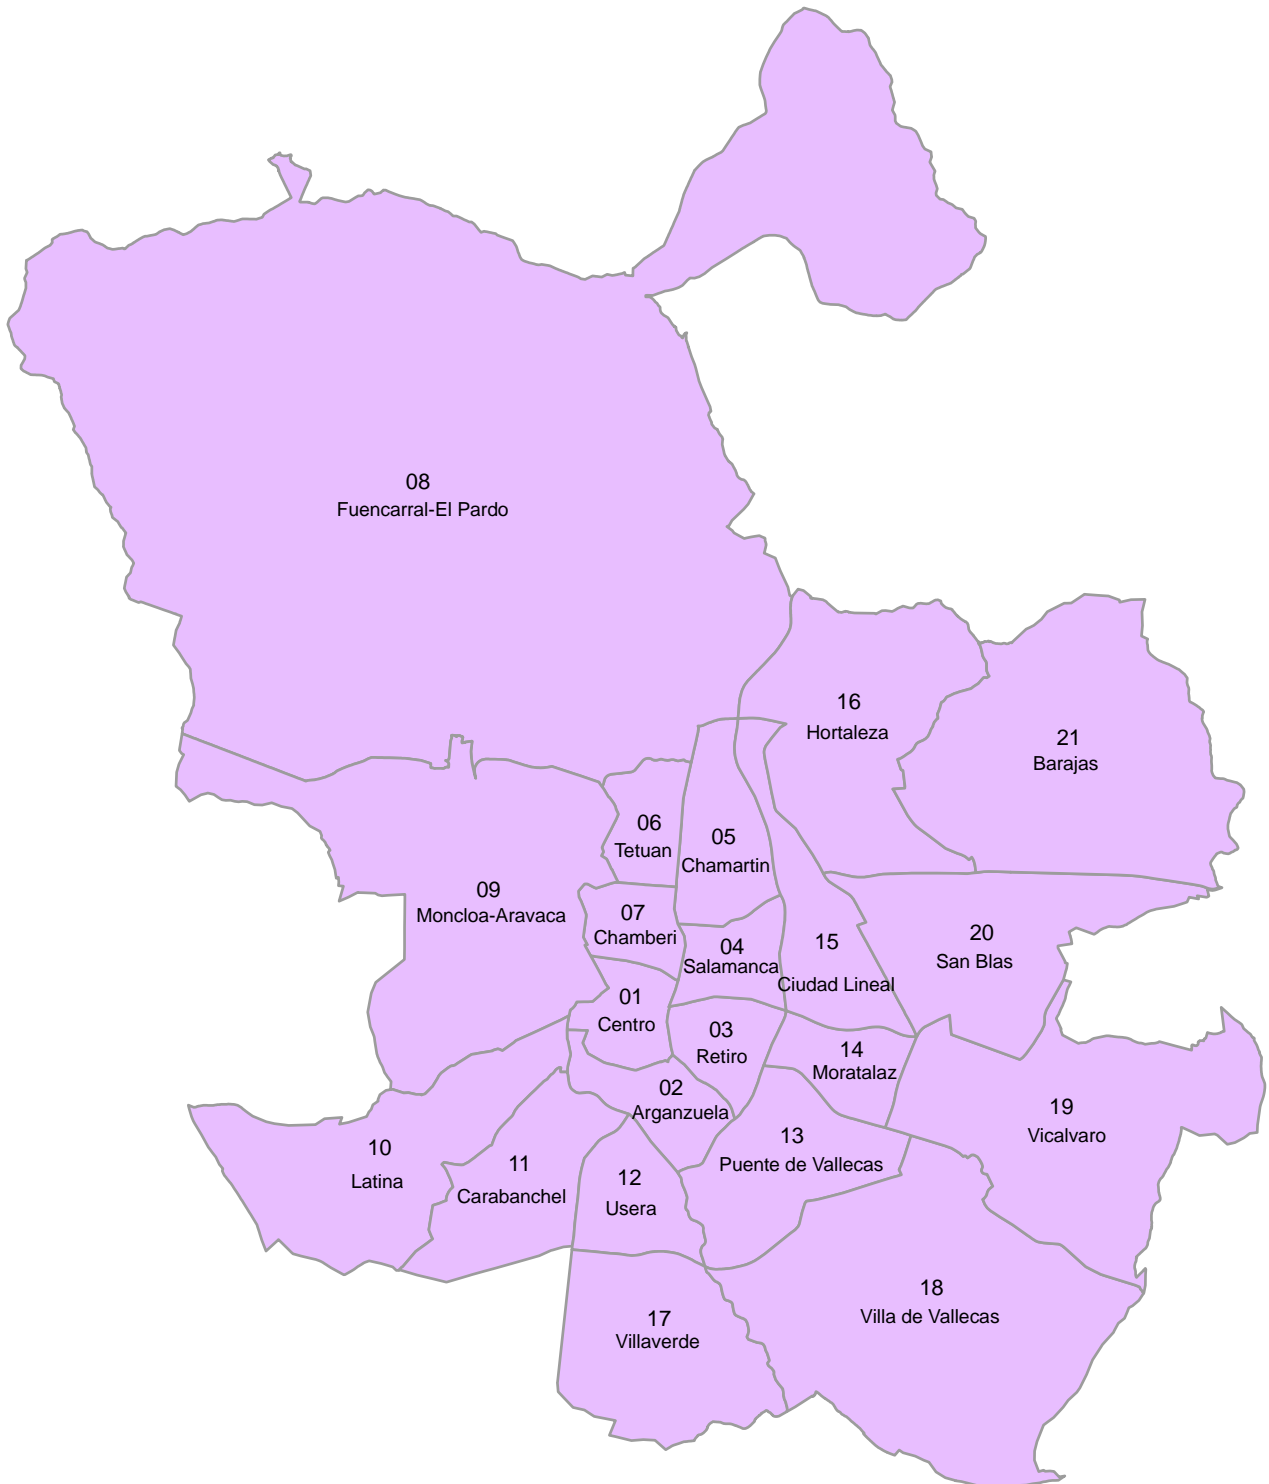 08
Fuencarral-El Pardo
16
Hortaleza
21
Barajas
06
Tetuan
05
Chamartin
09
Moncloa-Aravaca
07
Chamberi
04
Salamanca
15
Ciudad Lineal
20
San Blas
01
Centro
03
Retiro
14
Moratalaz
02
Arganzuela
19
Vicalvaro
13
Puente de Vallecas
10
Latina
11
Carabanchel
12
Usera
18
Villa de Vallecas
17
Villaverde